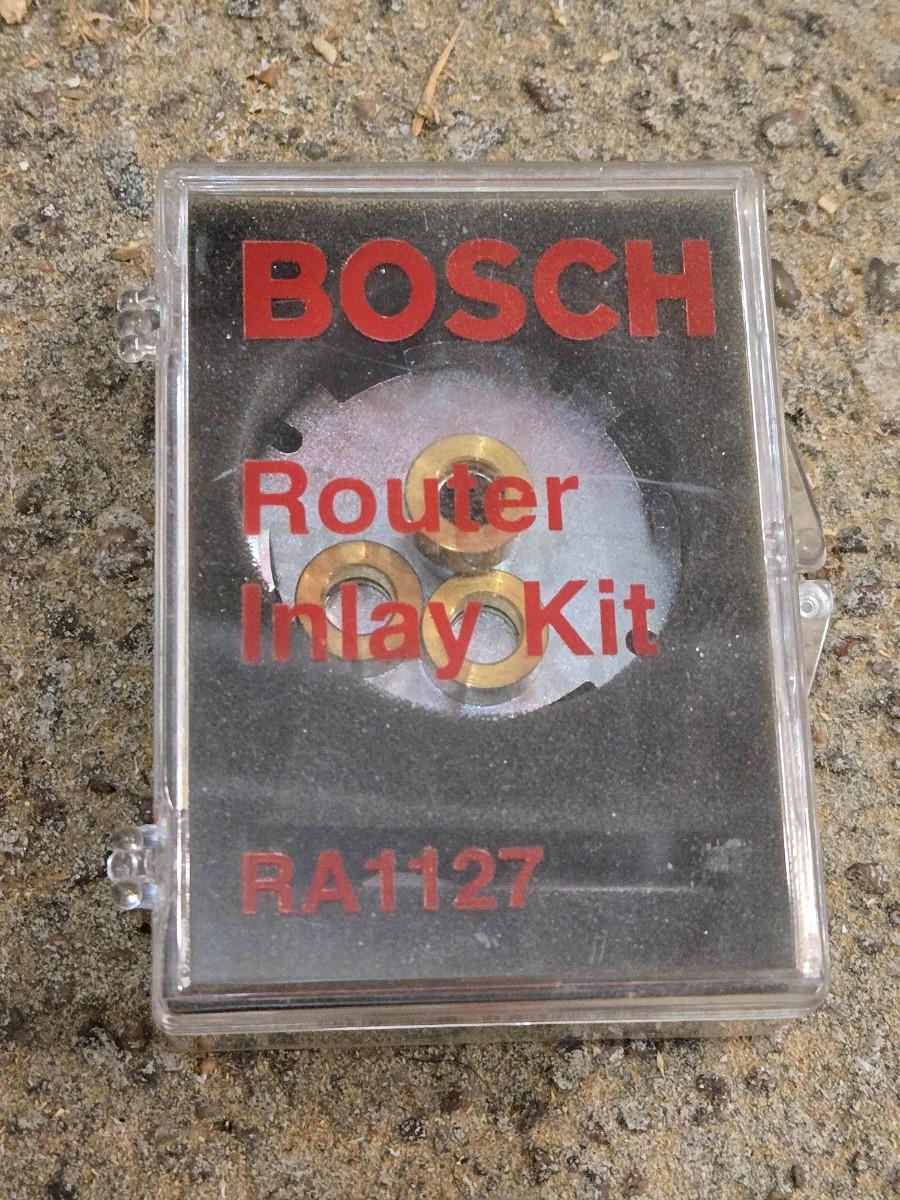 BOSCH
Router
Inlay Kit
RA1127